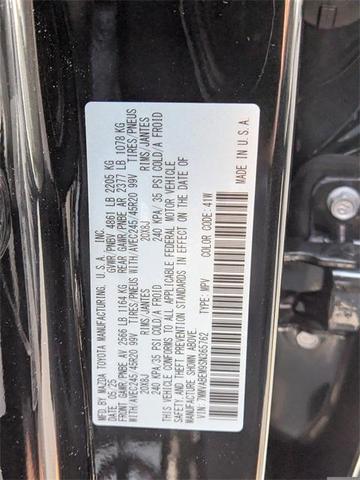 MFD BY MAZDA TOYOTA MANUFACTURING, U.S.A., INC.
DATE: 05/25 GVWR/PNBV 4861 LB 2205 KG
FRONT GAWR/PNBE AV 2566 LB 1164 KG REAR GAWR/PNBE AR 2377 LB 1078 KG
WITH/AVEC245/45R20 99V TIRES/PNEUS WITH/AVEC245/45R20 99V TIRES/PNEUS
20X8J RIMS/JANTES 20X8J RIMS/JANTES
240 KPA/35 PSI COLD/A FROID 240 KPA/35 PSI COLD/A FROID
THIS VEHICLE CONFORMS TO ALL APPLICABLE FEDERAL MOTOR VEHICLE
SAFETY AND THEFT PREVENTION STANDARDS IN EFFECT ON THE DATE OF
MANUFACTURE SHOWN ABOVE.
VIN: 7MMVABEM9SN365762 TYPE: MPV COLOR CODE: 41W
MADE IN U.S.A.